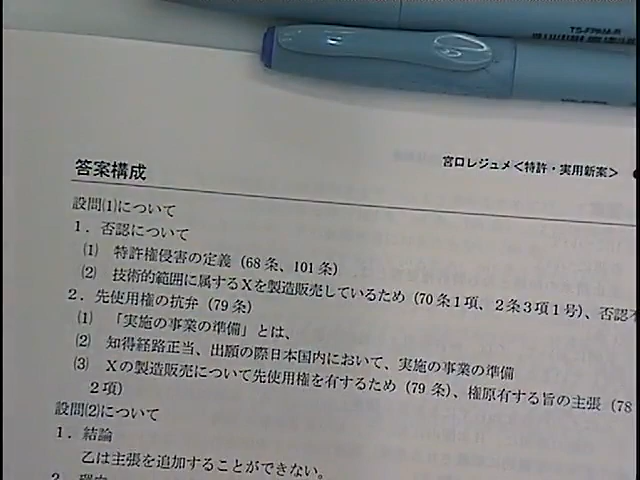 宮口レジュメ<特許・実用新案>
答案構成
設問(1)について
1.否認について
(1) 特許権侵害の定義(68条、101条)
(2) 技術的範囲に属するXを製造販売しているため(70条1項、2条3項1号)、否認
2.先使用権の抗弁(79条)
(1) 「実施の事業の準備」とは、
(2) 知得経路正当、出願の際日本国内において、実施の事業の準備
(3) Xの製造販売について先使用権を有するため(79条)、権原有する旨の主張(78
2項)
設問(2)について
1.結論
乙は主張を追加することができない。